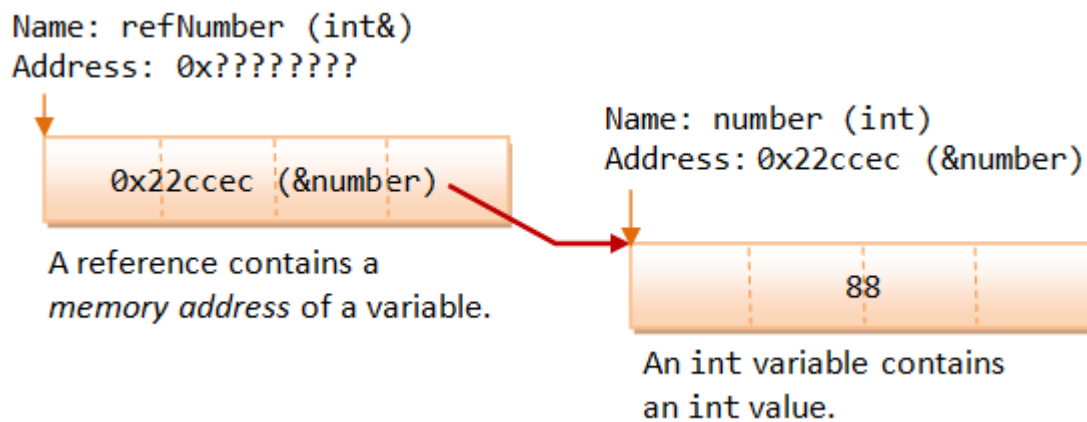 Name: refNumber (int&)
Address: 0x????????
0x22ccec (&number)
A reference contains a
memory address of a variable.
Name: number (int)
Address: 0x22ccec (&number)
88
An int variable contains
an int value.